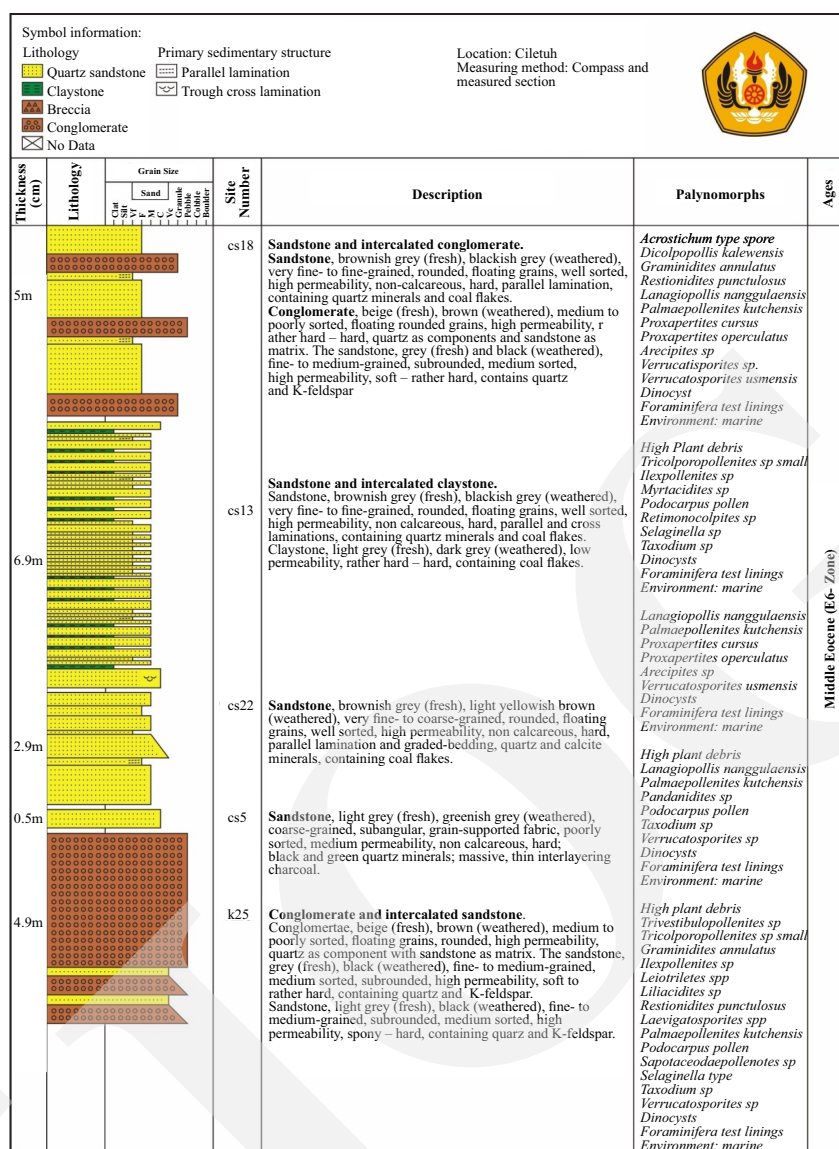 Symbol information:
Lithology
Primary sedimentary structure
Quartz sandstone
Claystone
Breccia
Conglomerate
No Data
Parallel lamination
Trough cross lamination
Location: Ciletuh
Measuring method: Compass and
measured section
Thickness
(cm)
Lithology
Grain Size
Sand
Clat
Silt
Vf
F
M
C
Vc
Granule
Pebble
Cobble
Boulder
Site
Number
Description
Palynomorphs
Ages
5m
6.9m
2.9m
0.5m
4.9m
cs18
Sandstone and intercalated conglomerate.
Sandstone, brownish grey (fresh), blackish grey (weathered),
very fine- to fine-grained, rounded, floating grains, well sorted,
high permeability, non-calcareous, hard, parallel lamination,
containing quartz minerals and coal flakes.
Conglomerate, beige (fresh), brown (weathered), medium to
poorly sorted, floating rounded grains, high permeability, r
ather hard – hard, quartz as components and sandstone as
matrix. The sandstone, grey (fresh) and black (weathered),
fine- to medium-grained, subrounded, medium sorted,
high permeability, soft – rather hard, contains quartz
and K-feldspar
cs13
Sandstone and intercalated claystone.
Sandstone, brownish grey (fresh), blackish grey (weathered),
very fine- to fine-grained, rounded, floating grains, well sorted,
high permeability, non calcareous, hard, parallel and cross
laminations, containing quartz minerals and coal flakes.
Claystone, light grey (fresh), dark grey (weathered), low
permeability, rather hard – hard, containing coal flakes.
cs22
Sandstone, brownish grey (fresh), light yellowish brown
(weathered), very fine- to coarse-grained, rounded, floating
grains, well sorted, high permeability, non calcareous, hard,
parallel lamination and graded-bedding, quartz and calcite
minerals, containing coal flakes.
cs5
Sandstone, light grey (fresh), greenish grey (weathered),
coarse-grained, subangular, grain-supported fabric, poorly
sorted, medium permeability, non calcareous, hard;
black and green quartz minerals; massive, thin interlayering
charcoal.
k25
Conglomerate and intercalated sandstone.
Conglomertae, beige (fresh), brown (weathered), medium to
poorly sorted, floating grains, rounded, high permeability,
quartz as component with sandstone as matrix. The sandstone,
grey (fresh), black (weathered), fine- to medium-grained,
medium sorted, subrounded, high permeability, soft to
rather hard, containing quartz and K-feldspar.
Sandstone, light grey (fresh), black (weathered), fine- to
medium-grained, subrounded, medium sorted, high
permeability, spony – hard, containing quarz and K-feldspar.
Acrostichum type spore
Dicolpopollis kalewensis
Graminidites annulatus
Restionidites punctulosus
Lanagiopollis nanggulaensis
Palmaepollenites kutchensis
Proxapertites cursus
Proxapertites operculatus
Arecipites sp
Verrucatisporites sp.
Verrucatosporites usmensis
Dinocyst
Foraminifera test linings
Environment: marine
High Plant debris
Tricolporopollenites sp small
Ilexpollenites sp
Myrtacidites sp
Podocarpus pollen
Retimonocolpites sp
Selaginella sp
Taxodium sp
Dinocysts
Foraminifera test linings
Environment: marine
Lanagiopollis nanggulaensis
Palmaepollenites kutchensis
Proxapertites cursus
Proxapertites operculatus
Arecipites sp
Verrucatosporites usmensis
Dinocysts
Foraminifera test linings
Environment: marine
High plant debris
Lanagiopollis nanggulaensis
Palmaepollenites kutchensis
Pandanidites sp
Podocarpus pollen
Taxodium sp
Verrucatosporites sp
Dinocysts
Foraminifera test linings
Environment: marine
High plant debris
Trivestibulopollenites sp
Tricolporopollenites sp small
Graminidites annulatus
Ilexpollenites sp
Leiotriletes spp
Liliacidites sp
Restionidites punctulosus
Laevigatosporites spp
Palmaepollenites kutchensis
Podocarpus pollen
Sapotaceodaepollenotes sp
Selaginella type
Taxodium sp
Verrucatosporites sp
Dinocysts
Foraminifera test linings
Environment: marine
Middle Eocene (E6- Zone)